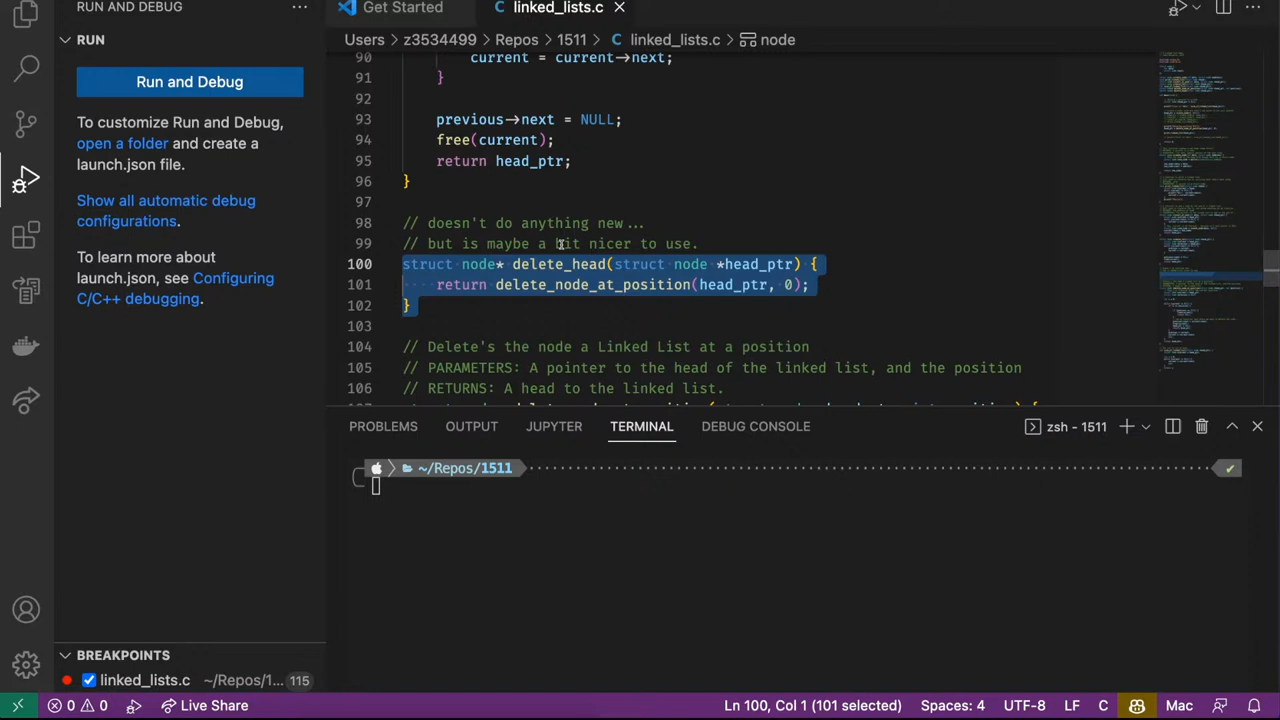 RUN AND DEBUG
RUN
Run and Debug
To customize Run and Debug,
open a folder and create a
launch.json file.
Show all automatic debug
configurations.
To learn more about
launch.json, see Configuring
C/C++ debugging.
BREAKPOINTS
linked_lists.c ~/Repos/1... 115
Get Started
linked_lists.c
Users > z3534499 > Repos > 1511 > C linked_lists.c > node
90 current = current->next;
91 }
92
93 previous->next = NULL;
94 free(current);
95 return head_ptr;
96 }
97
98 // doesn't do anything new...
99 // but is maybe a bit nicer to use.
100 struct node* delete_head(struct node *head_ptr) {
101 return delete_node_at_position(head_ptr, 0);
102 }
103
104 // Deletes the node a Linked List at a position
105 // PARAMATERS: A pointer to the head of the linked list, and the position
106 // RETURNS: A head to the linked list.
PROBLEMS OUTPUT JUPYTER TERMINAL DEBUG CONSOLE
zsh - 1511
~/Repos/1511
0 0 Live Share Ln 100, Col 1 (101 selected) Spaces: 4 UTF-8 LF C Mac